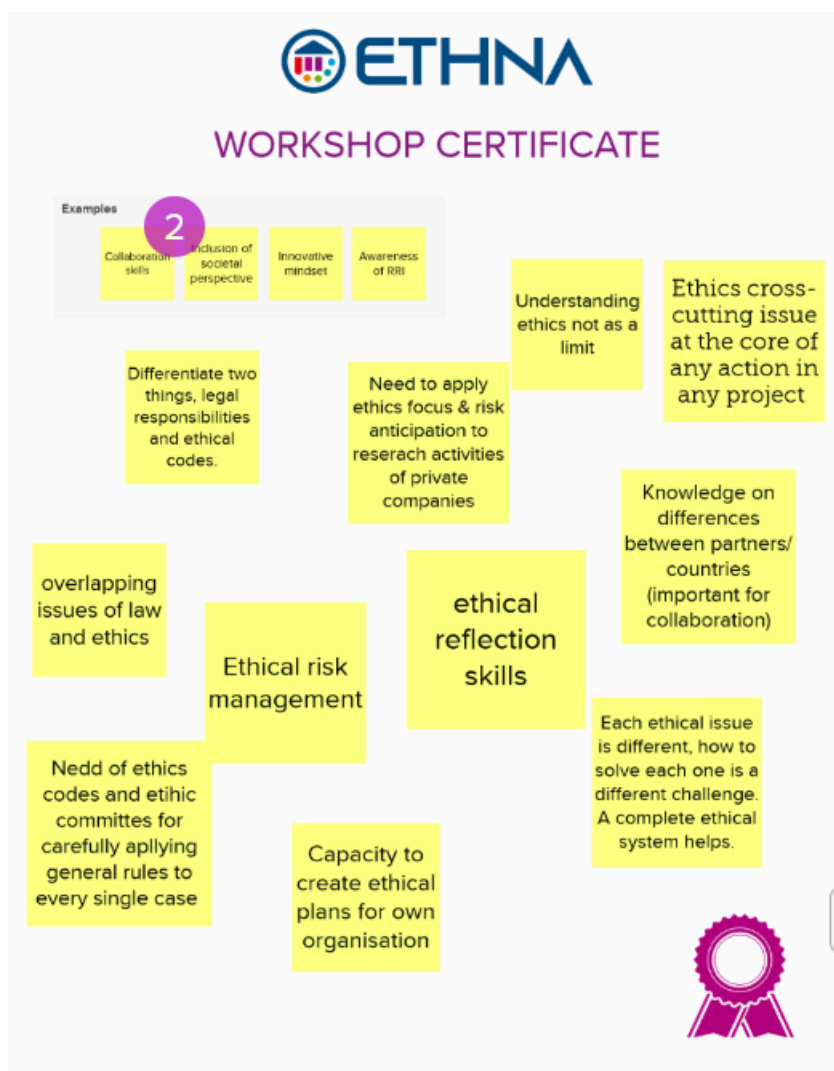 ETHNA
WORKSHOP CERTIFICATE
Examples
2
Collaboration
skills
Inclusion of
societal
perspective
Innovative
mindset
Awareness
of RRI
Understanding
ethics not as a
limit
Ethics cross-
cutting issue
at the core of
any action in
any project
Differentiate two
things, legal
responsibilities
and ethical
codes.
Need to apply
ethics focus & risk
anticipation to
reserach activities
of private
companies
Knowledge on
differences
between partners/
countries
(important for
collaboration)
overlapping
issues of law
and ethics
Ethical risk
management
ethical
reflection
skills
Each ethical issue
is different, how to
solve each one is a
different challenge.
A complete ethical
system helps.
Nedd of ethics
codes and etihic
committes for
carefully apllying
general rules to
every single case
Capacity to
create ethical
plans for own
organisation